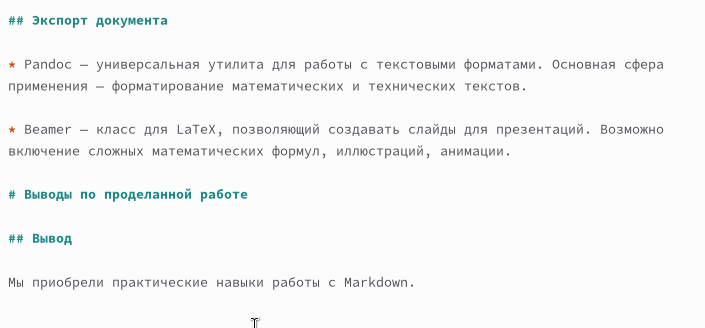 ## Экспорт документа
* Pandoc — универсальная утилита для работы с текстовыми форматами. Основная сфера
применения — форматирование математических и технических текстов.
* Beamer — класс для LaTeX, позволяющий создавать слайды для презентаций. Возможно
включение сложных математических формул, иллюстраций, анимации.
# Выводы по проделанной работе
## Вывод
Мы приобрели практические навыки работы с Markdown.